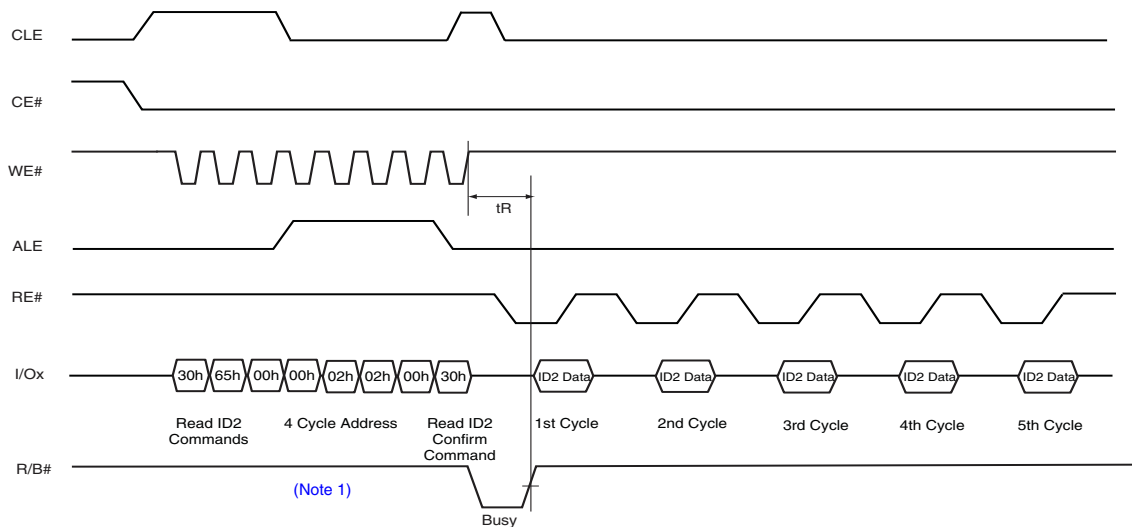 CLE
CE#
WE#
tR
ALE
RE#
I/Ox
30h 65h 00h 00h 02h 02h 00h 30h ID2 Data ID2 Data ID2 Data ID2 Data ID2 Data
Read ID2 Commands
4 Cycle Address
Read ID2 Confirm Command
1st Cycle
2nd Cycle
3rd Cycle
4th Cycle
5th Cycle
R/B#
(Note 1)
Busy